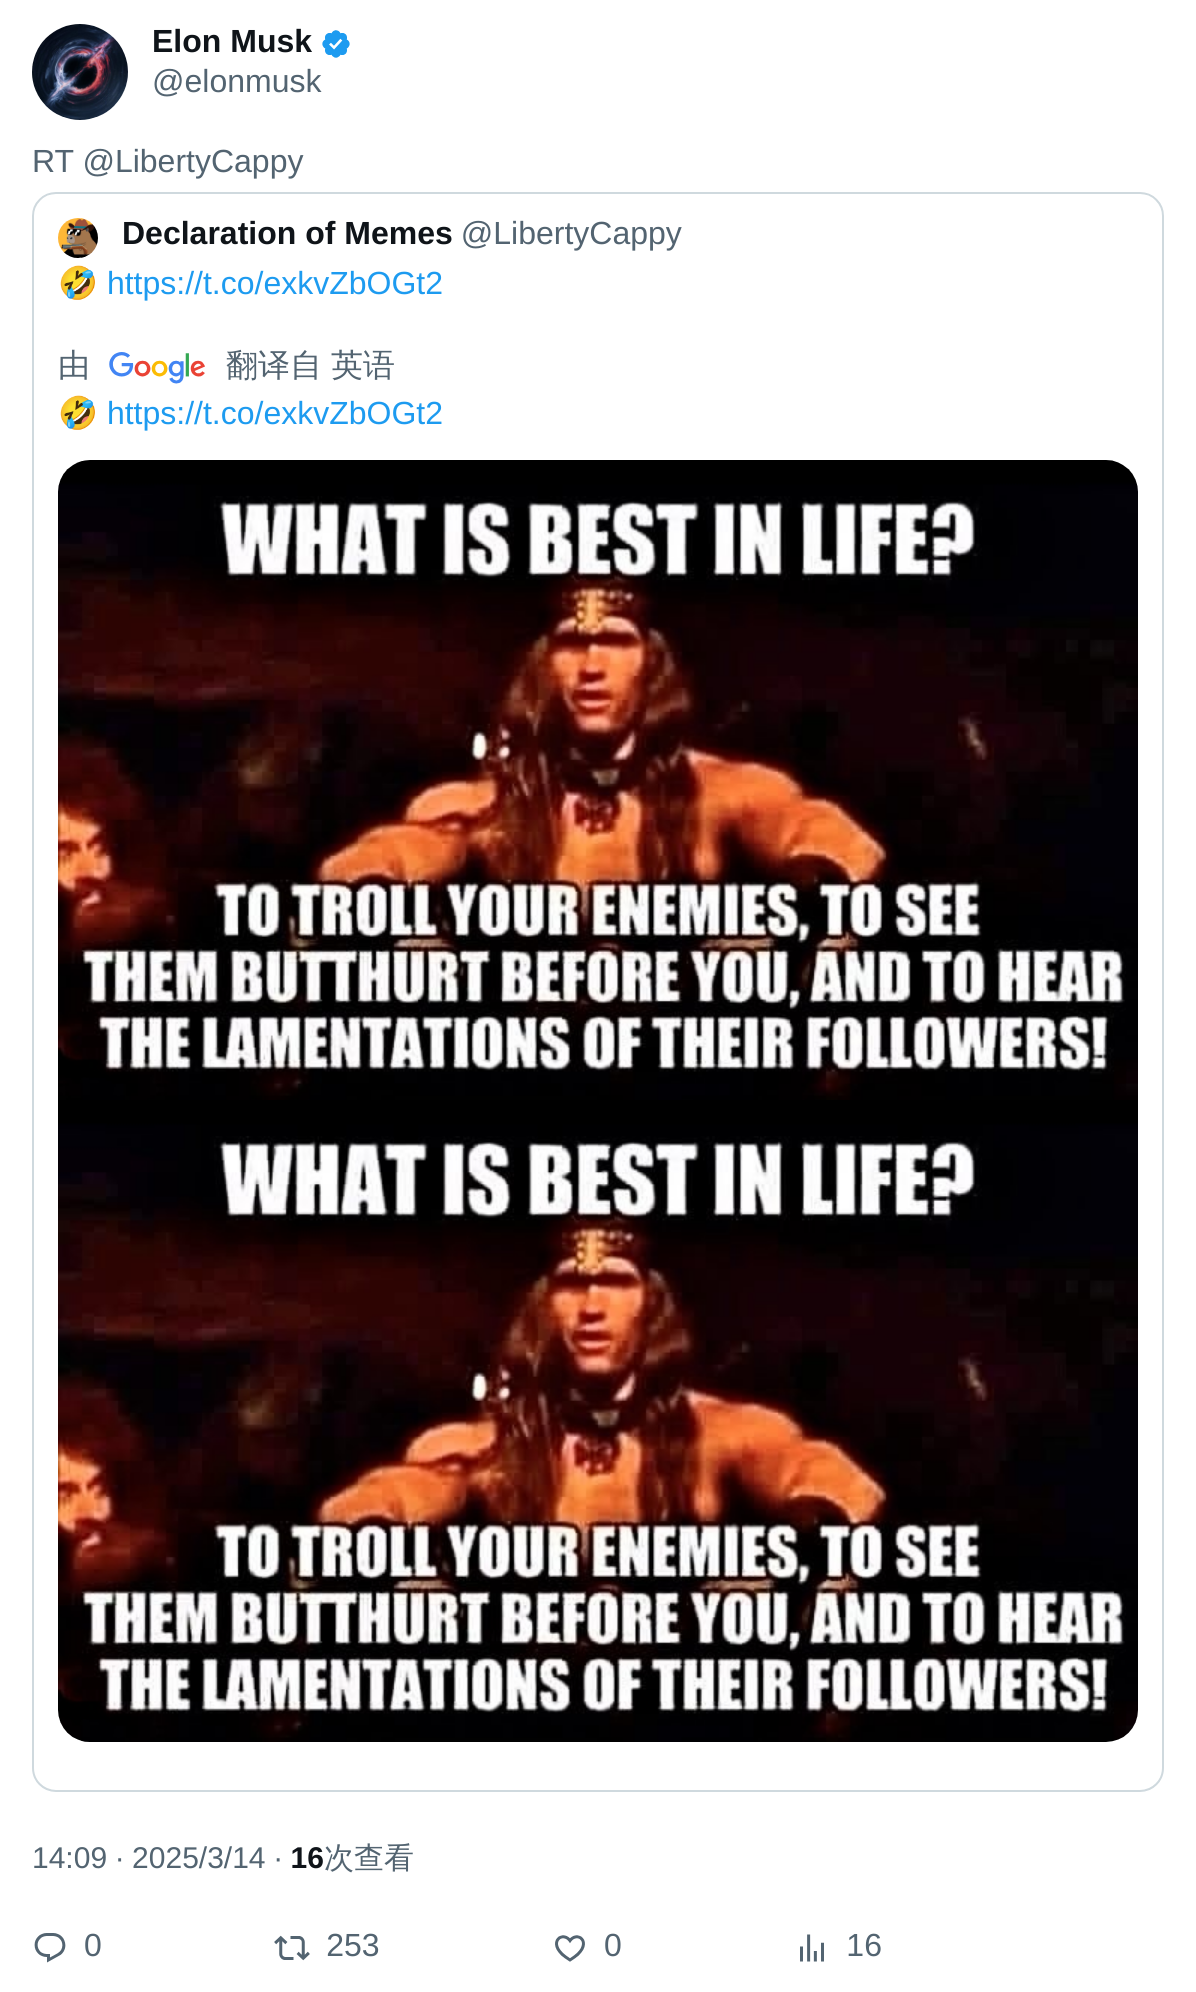 Elon Musk
@elonmusk
RT @LibertyCappy
Declaration of Memes @LibertyCappy
🤣 https://t.co/exkvZbOGt2
由 Google 翻译自 英语
🤣 https://t.co/exkvZbOGt2
WHAT IS BEST IN LIFE?
TO TROLL YOUR ENEMIES, TO SEE
THEM BUTTHURT BEFORE YOU, AND TO HEAR
THE LAMENTATIONS OF THEIR FOLLOWERS!
WHAT IS BEST IN LIFE?
TO TROLL YOUR ENEMIES, TO SEE
THEM BUTTHURT BEFORE YOU, AND TO HEAR
THE LAMENTATIONS OF THEIR FOLLOWERS!
14:09 · 2025/3/14 · 16次查看
0 253 0 16